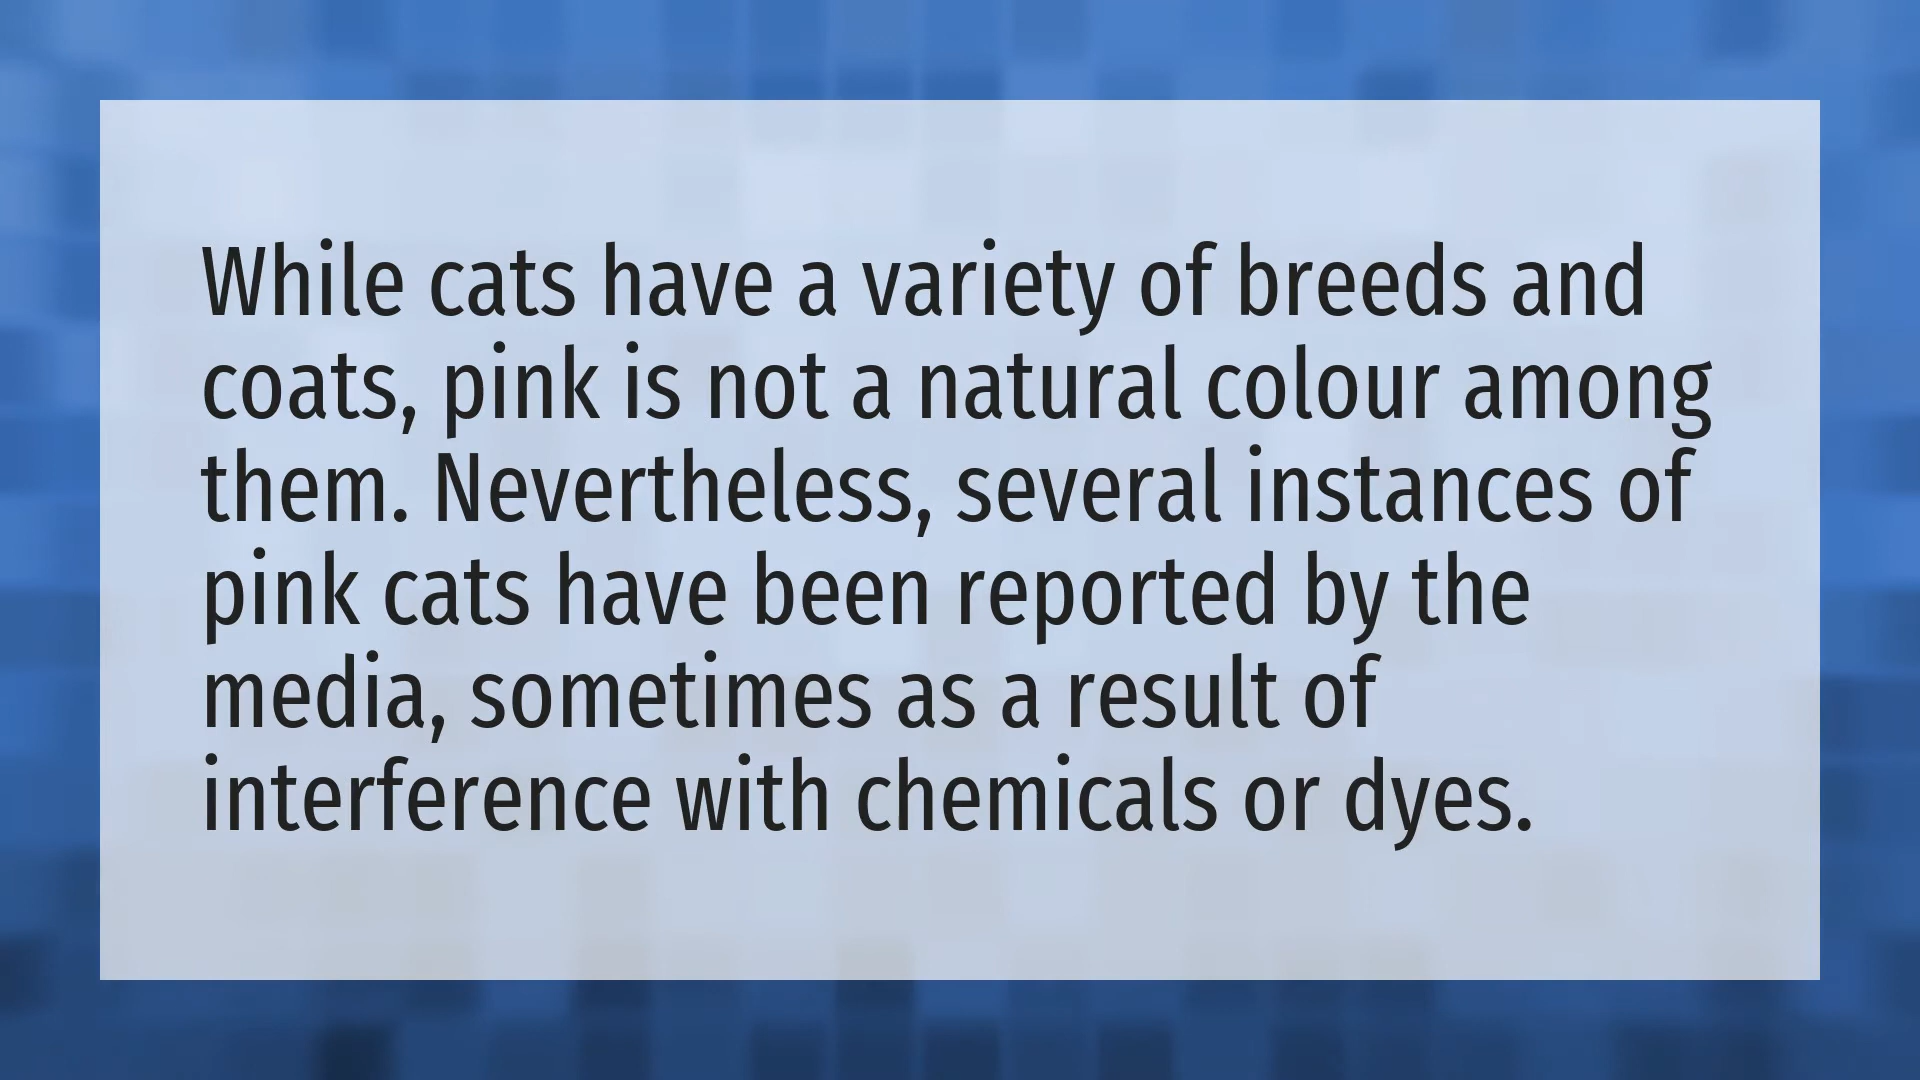 While cats have a variety of breeds and
coats, pink is not a natural colour among
them. Nevertheless, several instances of
pink cats have been reported by the
media, sometimes as a result of
interference with chemicals or dyes.